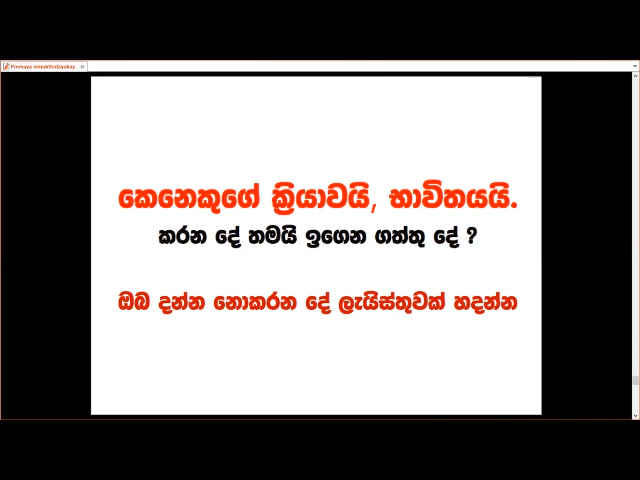 Premaya wimukthidayakay
කෙනෙකුගේ ක්‍රියාවයි, භාවිතයයි.
කරන දේ තමයි ඉගෙන ගත්තු දේ ?
ඔබ දන්න නොකරන දේ ලැයිස්තුවක් හදන්න